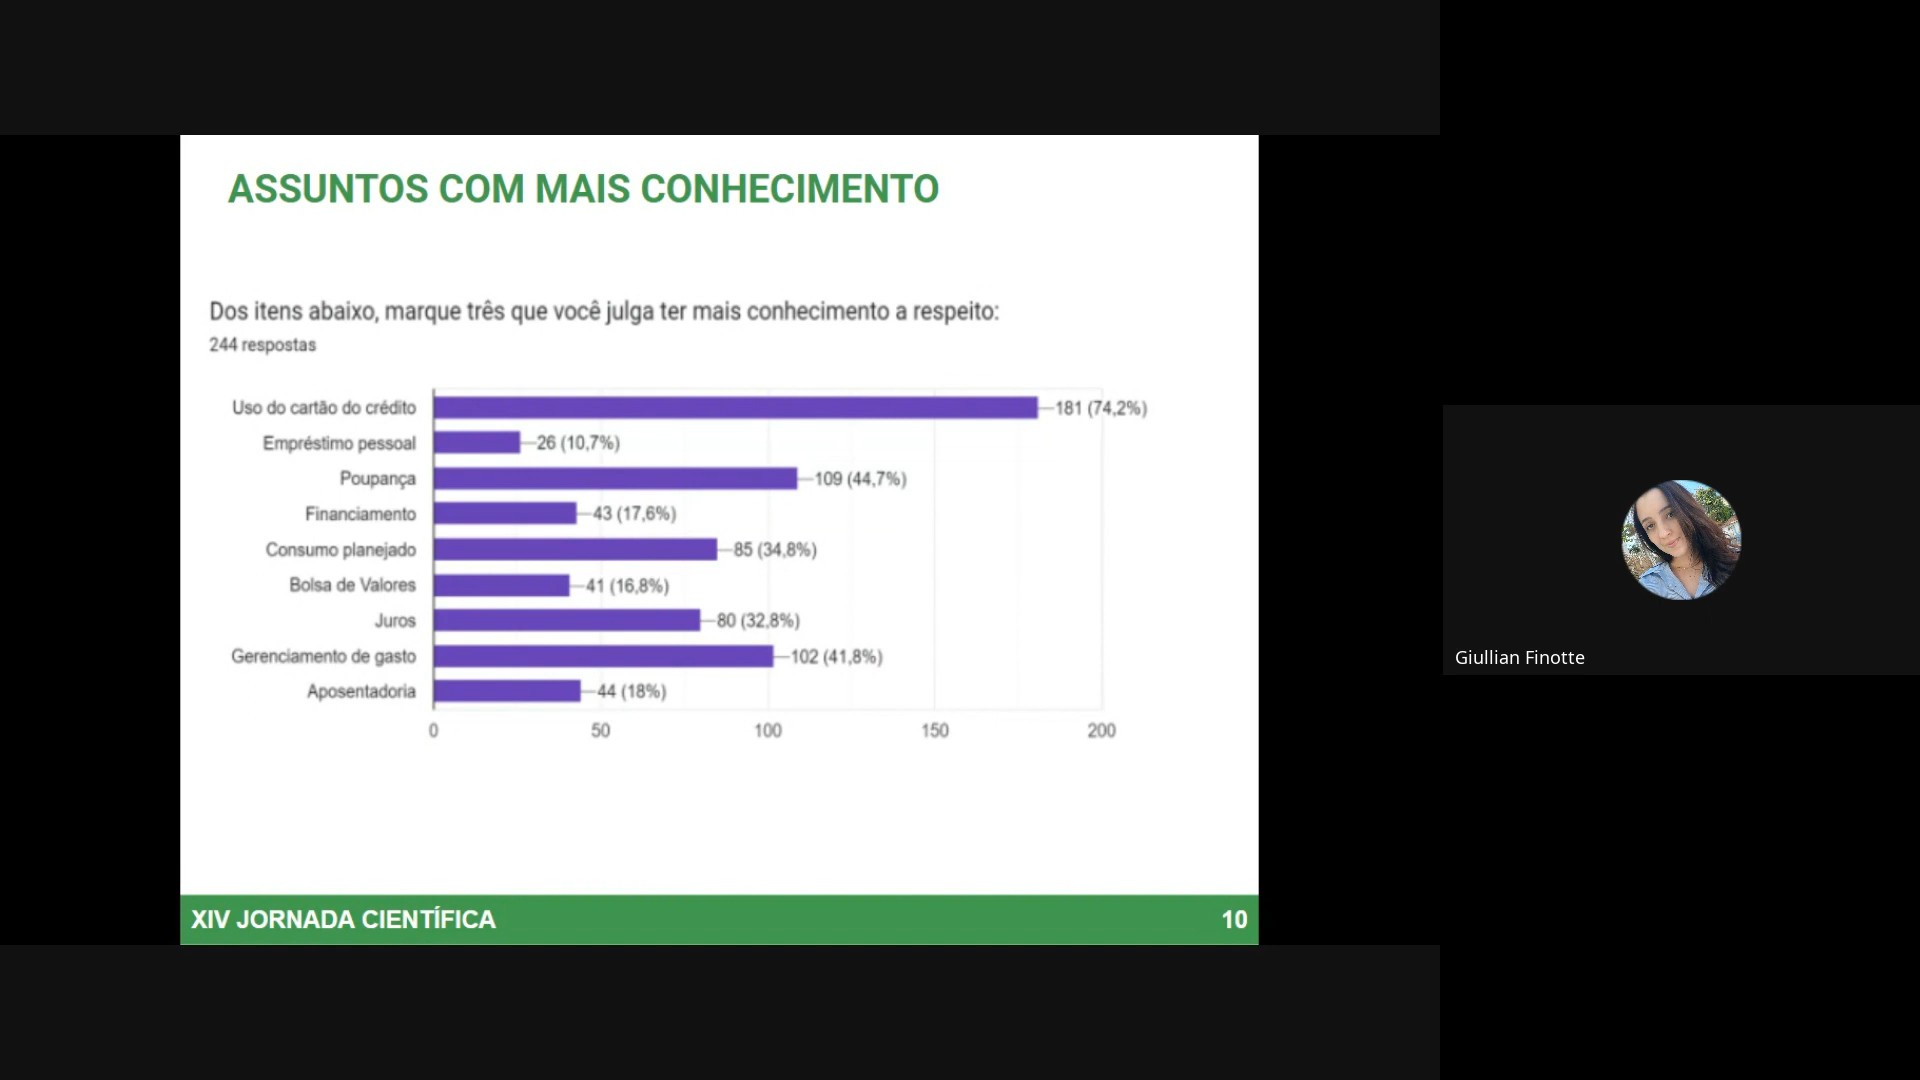 ASSUNTOS COM MAIS CONHECIMENTO
Dos itens abaixo, marque três que você julga ter mais conhecimento a respeito:
244 respostas
Uso do cartão do crédito 181 (74,2%)
Empréstimo pessoal 26 (10,7%)
Poupança 109 (44,7%)
Financiamento 43 (17,6%)
Consumo planejado 85 (34,8%)
Bolsa de Valores 41 (16,8%)
Juros 80 (32,8%)
Gerenciamento de gasto 102 (41,8%)
Aposentadoria 44 (18%)
0 50 100 150 200
XIV JORNADA CIENTÍFICA 10
Giullian Finotte